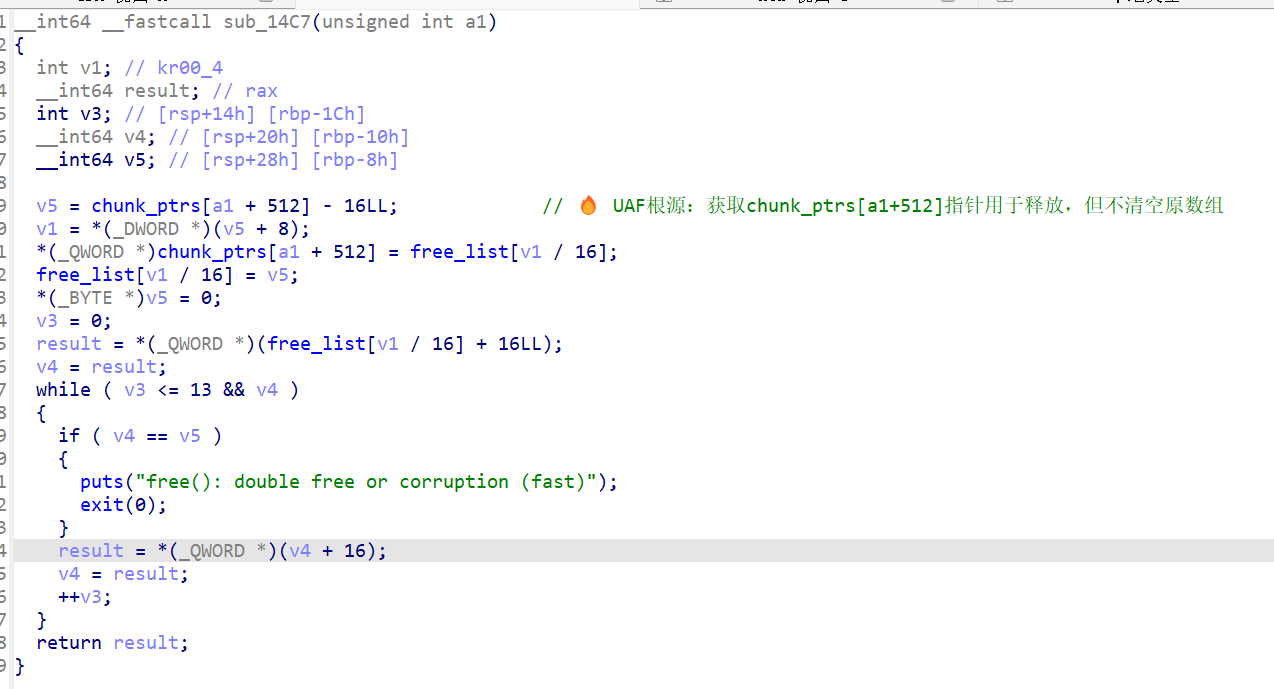 1 __int64 __fastcall sub_14C7(unsigned int a1)
2 {
3 int v1; // kr00_4
4 __int64 result; // rax
5 int v3; // [rsp+14h] [rbp-1Ch]
6 __int64 v4; // [rsp+20h] [rbp-10h]
7 __int64 v5; // [rsp+28h] [rbp-8h]
8
9 v5 = chunk_ptrs[a1 + 512] - 16LL; // 🔥 UAF根源：获取chunk_ptrs[a1+512]指针用于释放，但不清空原数组
0 v1 = *(_DWORD *)(v5 + 8);
1 *(_QWORD *)chunk_ptrs[a1 + 512] = free_list[v1 / 16];
2 free_list[v1 / 16] = v5;
3 *(_BYTE *)v5 = 0;
4 v3 = 0;
5 result = *(_QWORD *)(free_list[v1 / 16] + 16LL);
6 v4 = result;
7 while ( v3 <= 13 && v4 )
8 {
9 if ( v4 == v5 )
0 {
1 puts("free(): double free or corruption (fast)");
2 exit(0);
3 }
4 result = *(_QWORD *)(v4 + 16);
5 v4 = result;
6 ++v3;
7 }
8 return result;
9 }